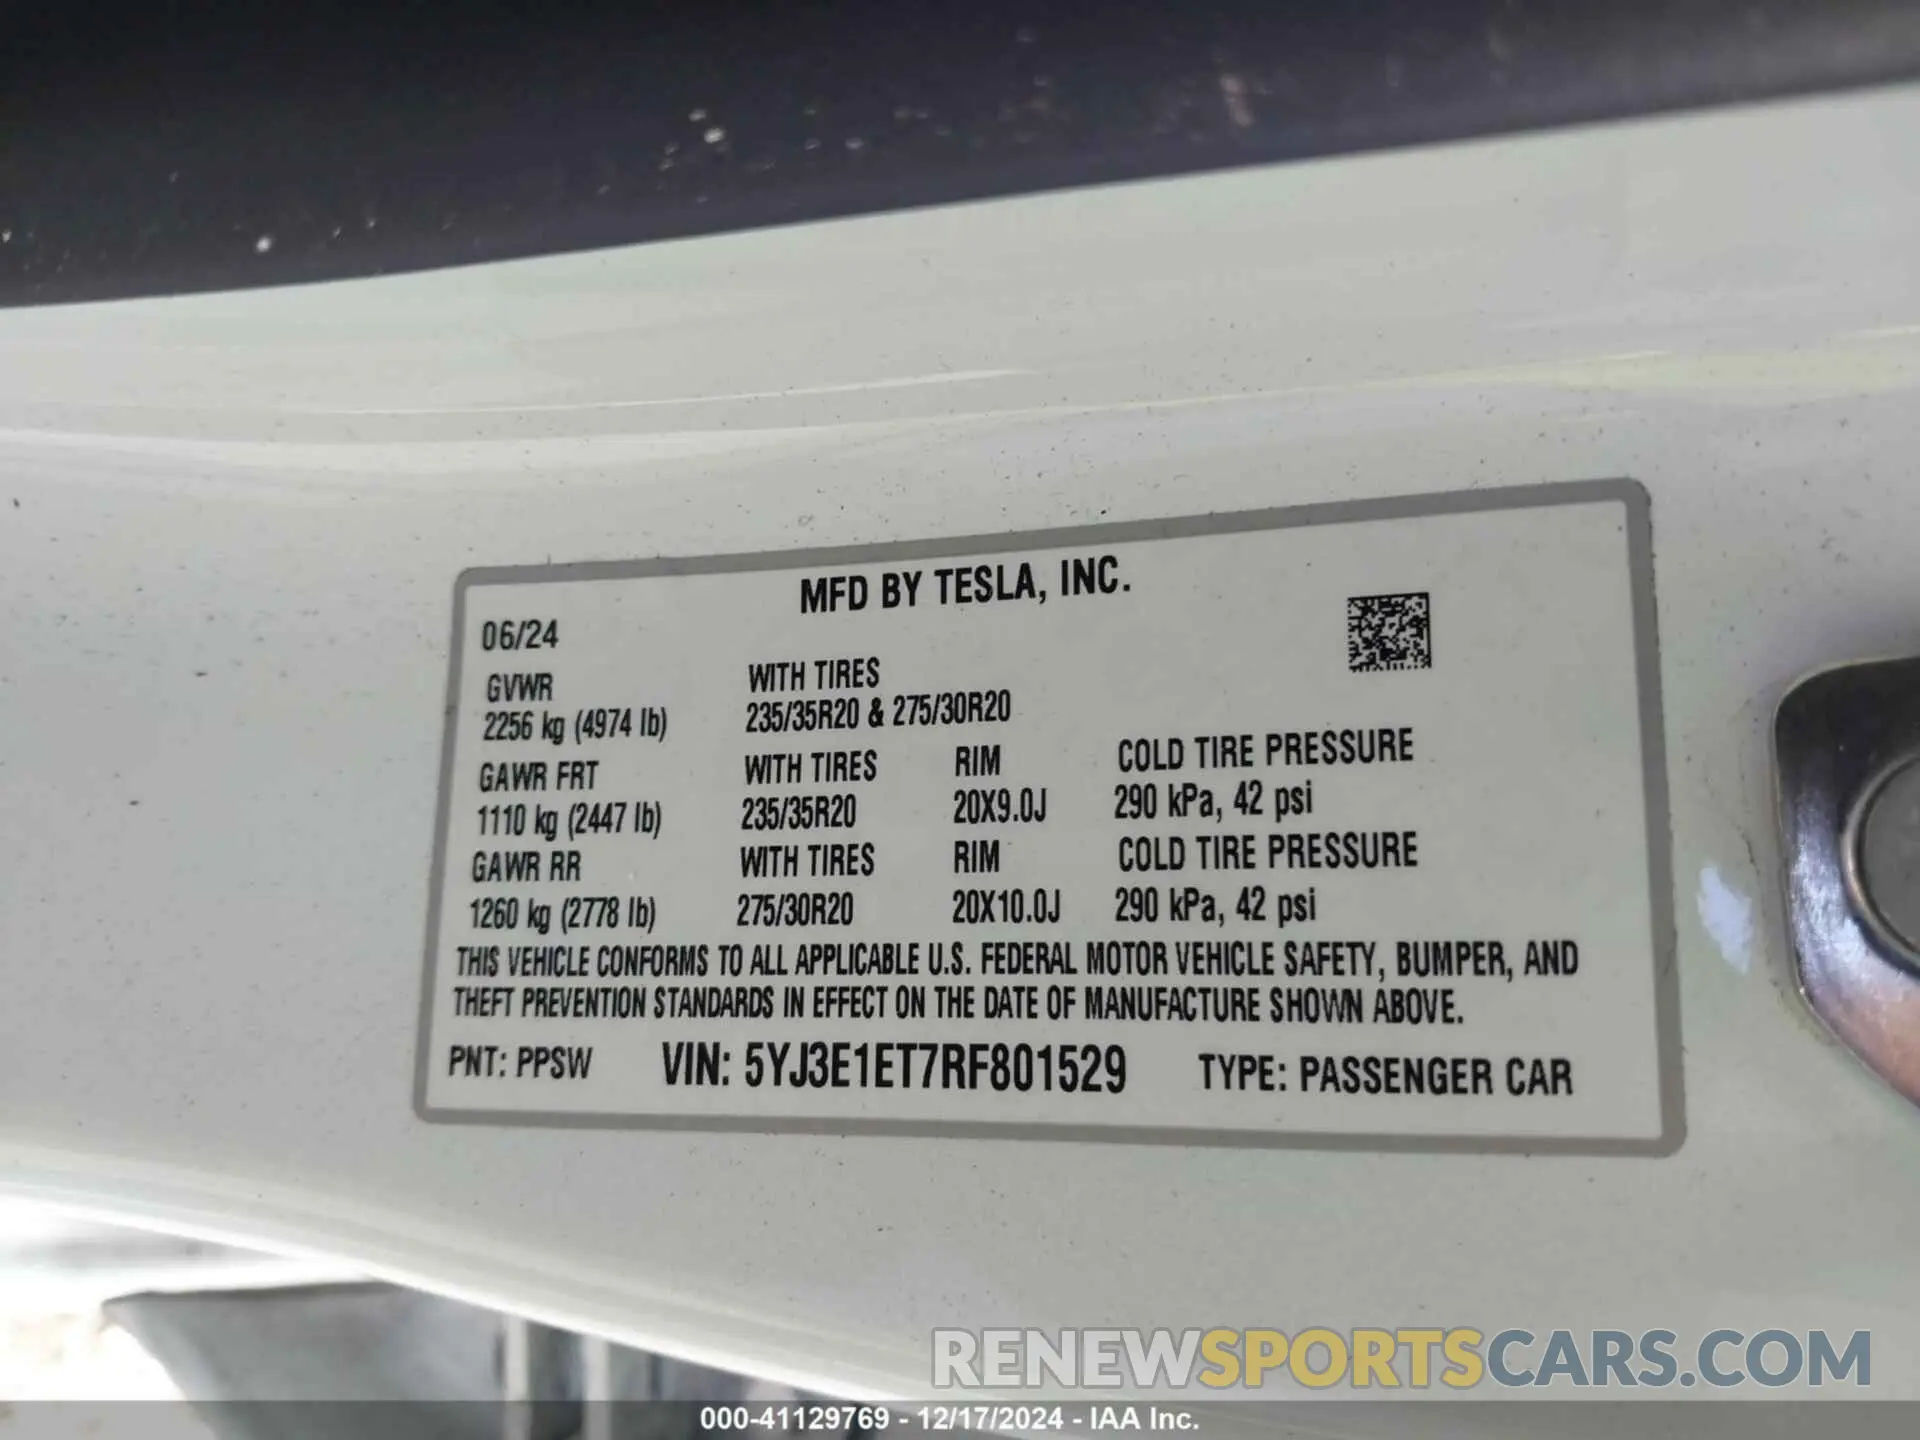 MFD BY TESLA, INC.
06/24
GVWR WITH TIRES
2256 kg (4974 lb) 235/35R20 & 275/30R20
GAWR FRT WITH TIRES RIM COLD TIRE PRESSURE
1110 kg (2447 lb) 235/35R20 20X9.0J 290 kPa, 42 psi
GAWR RR WITH TIRES RIM COLD TIRE PRESSURE
1260 kg (2778 lb) 275/30R20 20X10.0J 290 kPa, 42 psi
THIS VEHICLE CONFORMS TO ALL APPLICABLE U.S. FEDERAL MOTOR VEHICLE SAFETY, BUMPER, AND
THEFT PREVENTION STANDARDS IN EFFECT ON THE DATE OF MANUFACTURE SHOWN ABOVE.
PNT: PPSW VIN: 5YJ3E1ET7RF801529 TYPE: PASSENGER CAR
RENEWSPORTSCARS.COM
000-41129769 - 12/17/2024 - IAA Inc.